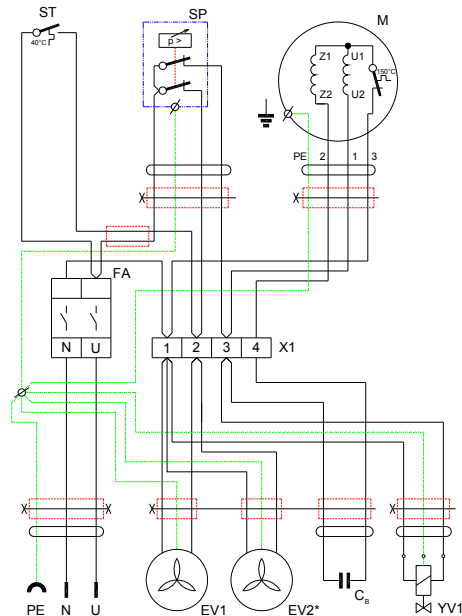 ST
40°C
SP
p >
M
Z1 U1
150°C
Z2 U2
PE 2 1 3
FA
N U
1 2 3 4 X1
PE N U
EV1
EV2*
C_B
YV1